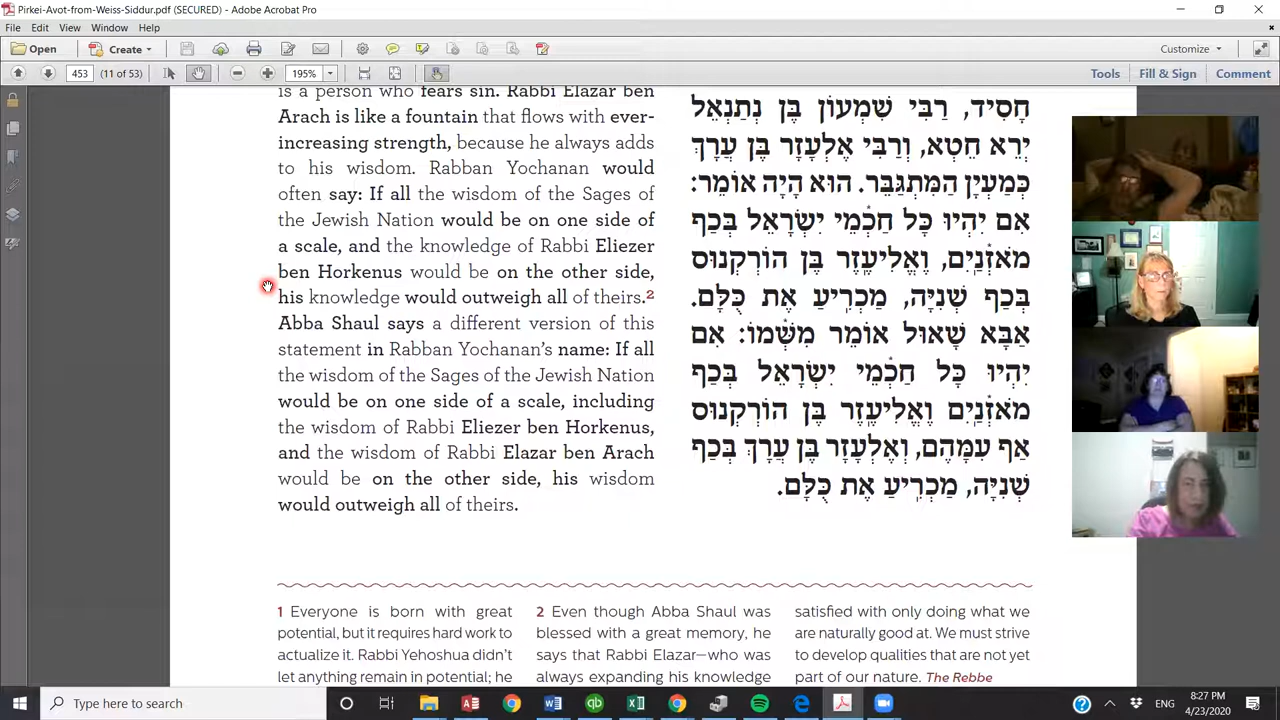 Pirkei-Avot-from-Weiss-Siddur.pdf (SECURED) - Adobe Acrobat Pro
File Edit View Window Help
Open Create Customize
453 (11 of 53) 195% Tools Fill & Sign Comment
is a person who fears sin. Rabbi Elazar ben
Arach is like a fountain that flows with ever-
increasing strength, because he always adds
to his wisdom. Rabban Yochanan would
often say: If all the wisdom of the Sages of
the Jewish Nation would be on one side of
a scale, and the knowledge of Rabbi Eliezer
ben Horkenus would be on the other side,
his knowledge would outweigh all of theirs.2
Abba Shaul says a different version of this
statement in Rabban Yochanan's name: If all
the wisdom of the Sages of the Jewish Nation
would be on one side of a scale, including
the wisdom of Rabbi Eliezer ben Horkenus,
and the wisdom of Rabbi Elazar ben Arach
would be on the other side, his wisdom
would outweigh all of theirs.
חָסִיד, רַבִּי שִׁמְעוֹן בֶּן נְתַנְאֵל
יְרֵא חֵטְא, וְרַבִּי אֶלְעָזָר בֶּן עֲרָךְ
כְּמַעְיָן הַמִּתְגַּבֵּר. הוּא הָיָה אוֹמֵר:
אִם יִהְיוּ כָּל חַכְמֵי יִשְׂרָאֵל בְּכַף
מֹאזְנַיִם, וֶאֱלִיעֶזֶר בֶּן הוֹרְקְנוּס
בְּכַף שְׁנִיָּה, מַכְרִיעַ אֶת כֻּלָּם.
אַבָּא שָׁאוּל אוֹמֵר מִשְּׁמוֹ: אִם
יִהְיוּ כָּל חַכְמֵי יִשְׂרָאֵל בְּכַף
מֹאזְנַיִם וֶאֱלִיעֶזֶר בֶּן הוֹרְקְנוּס
אַף עִמָּהֶם, וְאֶלְעָזָר בֶּן עֲרָךְ בְּכַף
שְׁנִיָּה, מַכְרִיעַ אֶת כֻּלָּם.
1 Everyone is born with great
potential, but it requires hard work to
actualize it. Rabbi Yehoshua didn't
let anything remain in potential; he
2 Even though Abba Shaul was
blessed with a great memory, he
says that Rabbi Elazar—who was
always expanding his knowledge
satisfied with only doing what we
are naturally good at. We must strive
to develop qualities that are not yet
part of our nature. The Rebbe
Type here to search
ENG
8:27 PM
4/23/2020